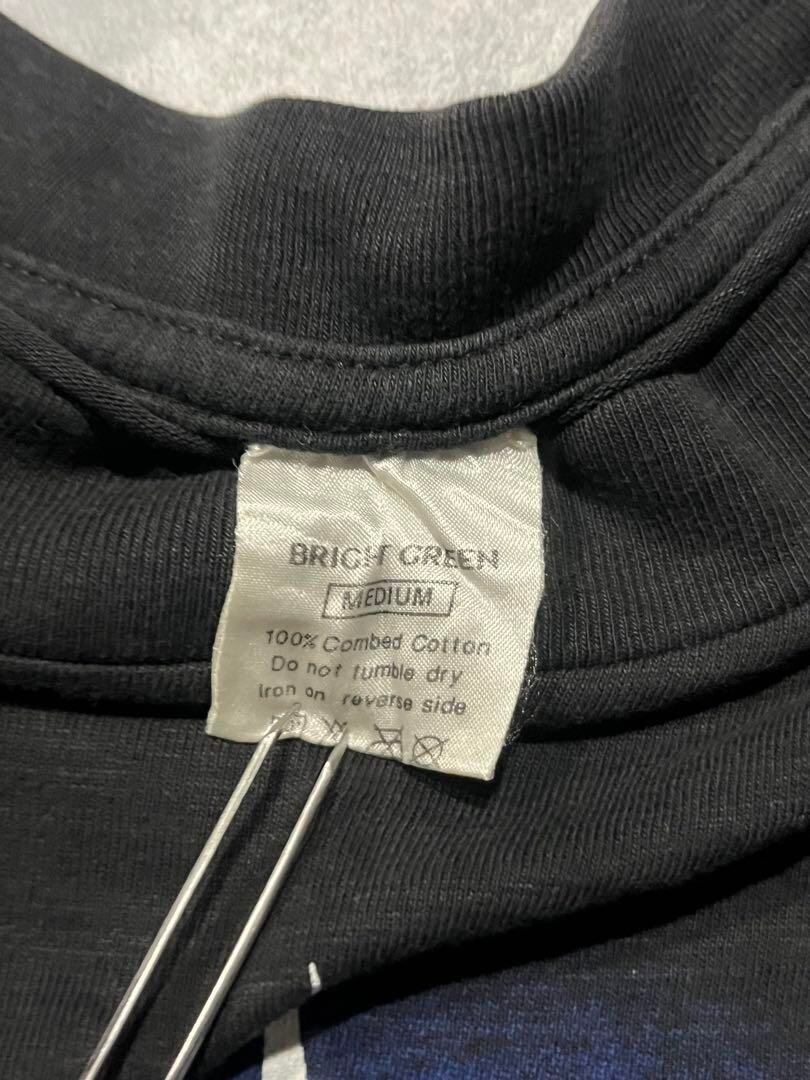 BRIGHT GREEN
MEDIUM
100% Combed Cotton
Do not tumble dry
Iron on reverse side